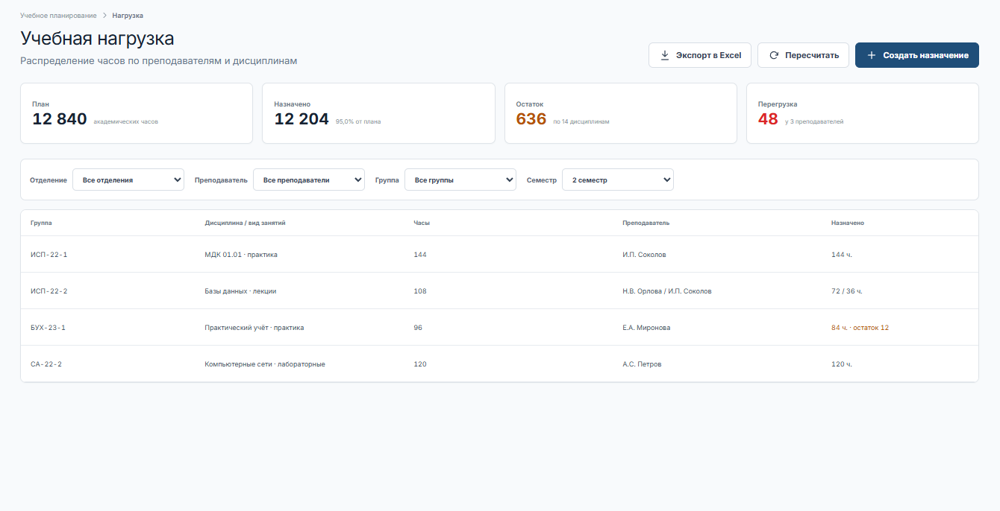 Учебное планирование > Нагрузка
Учебная нагрузка
Распределение часов по преподавателям и дисциплинам
Экспорт в Excel Пересчитать + Создать назначение
План Назначено Остаток Перегрузка
12 840 академических часов 12 204 95,0% от плана 636 по 14 дисциплинам 48 у 3 преподавателей
Отделение Все отделения Преподаватель Все преподаватели Группа Все группы Семестр 2 семестр
Группа Дисциплина / вид занятий Часы Преподаватель Назначено
ИСП-22-1 МДК 01.01 · практика 144 И.П. Соколов 144 ч.
ИСП-22-2 Базы данных · лекции 108 Н.В. Орлова / И.П. Соколов 72 / 36 ч.
БУХ-23-1 Практический учёт · практика 96 Е.А. Миронова 84 ч. · остаток 12
СА-22-2 Компьютерные сети · лабораторные 120 А.С. Петров 120 ч.